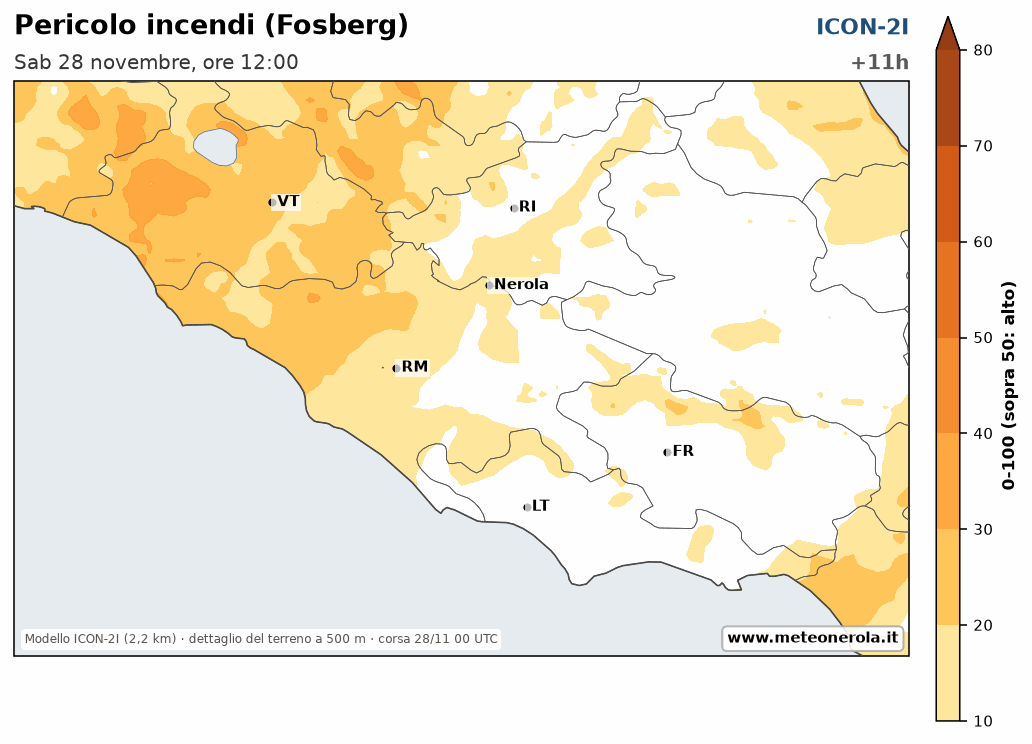 Pericolo incendi (Fosberg)
ICON-2I
Sab 28 novembre, ore 12:00
+11h
VT
RI
Nerola
RM
FR
LT
Modello ICON-2I (2,2 km) · dettaglio del terreno a 500 m · corsa 28/11 00 UTC
www.meteonerola.it
80
70
60
50
40
30
20
10
0-100 (sopra 50: alto)